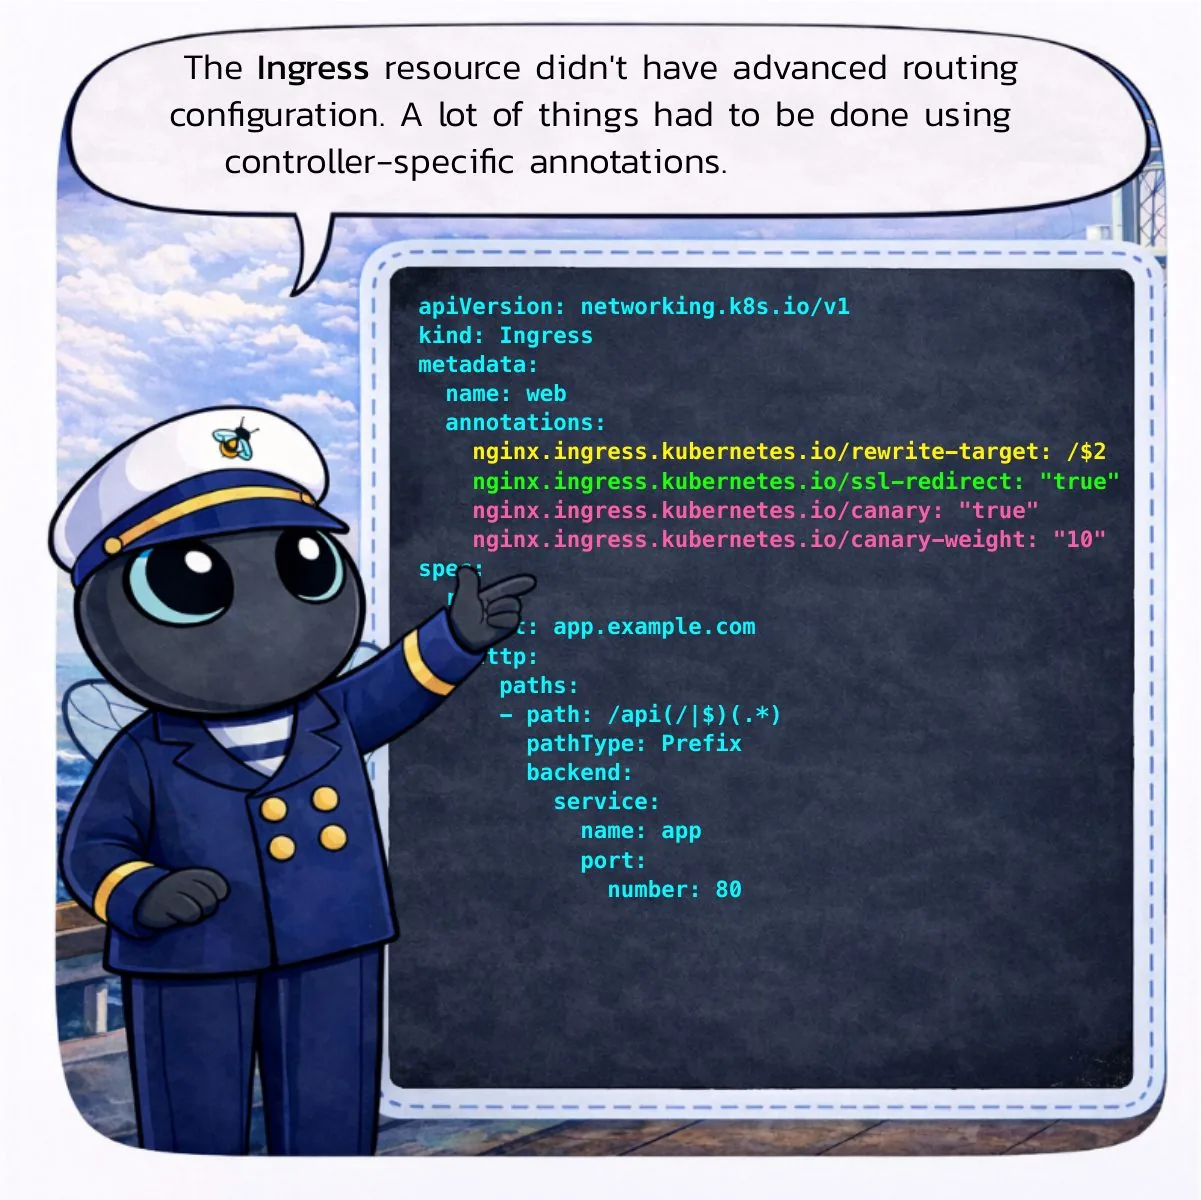 The Ingress resource didn't have advanced routing
configuration. A lot of things had to be done using
controller-specific annotations.
apiVersion: networking.k8s.io/v1
kind: Ingress
metadata:
  name: web
  annotations:
    nginx.ingress.kubernetes.io/rewrite-target: /$2
    nginx.ingress.kubernetes.io/ssl-redirect: "true"
    nginx.ingress.kubernetes.io/canary: "true"
    nginx.ingress.kubernetes.io/canary-weight: "10"
spec:
t: app.example.com
ttp:
      paths:
      - path: /api(/|$)(.*)
        pathType: Prefix
        backend:
          service:
            name: app
            port:
              number: 80